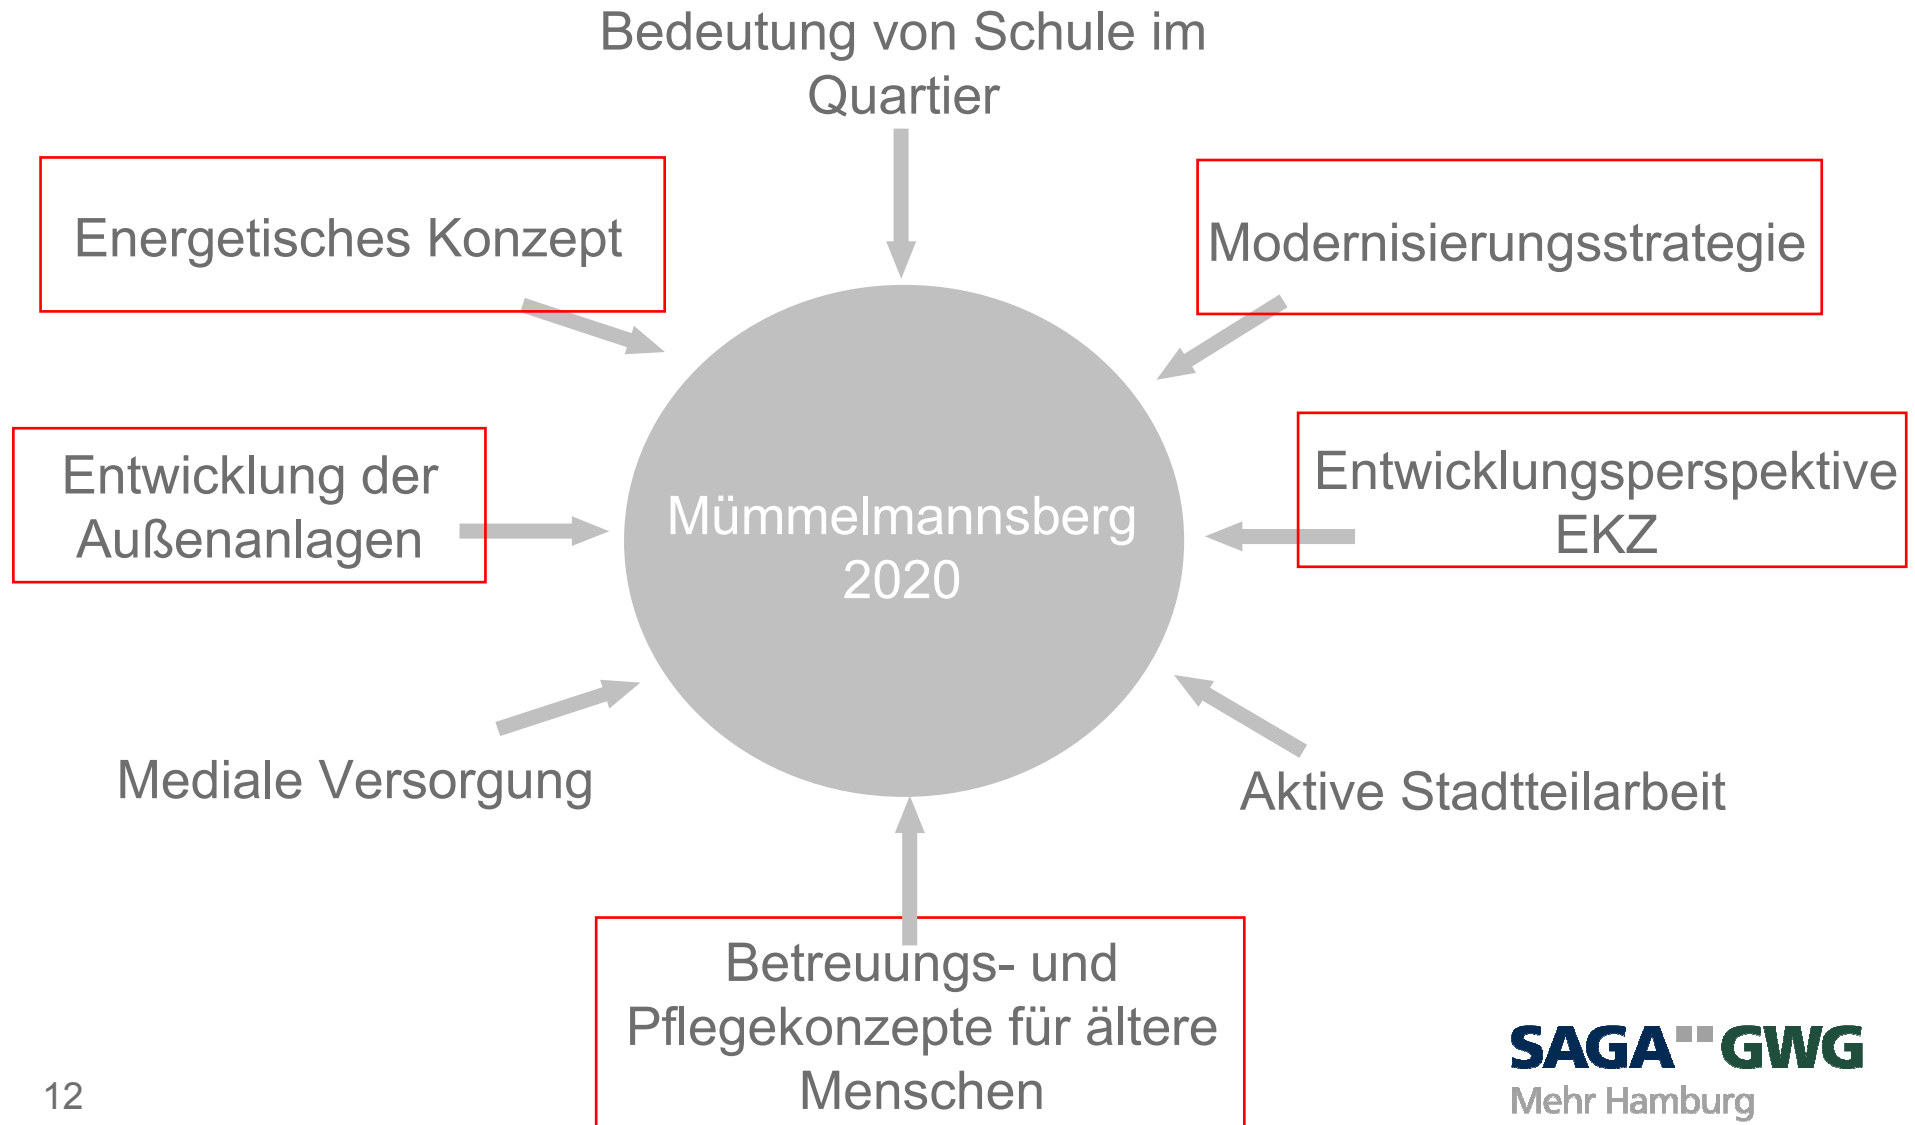 Bedeutung von Schule im
Quartier
Energetisches Konzept
Modernisierungsstrategie
Entwicklung der
Außenanlagen
Mümmelmannsberg
2020
Entwicklungsperspektive
EKZ
Mediale Versorgung
Aktive Stadtteilarbeit
Betreuungs- und
Pflegekonzepte für ältere
Menschen
12
SAGA GWG
Mehr Hamburg